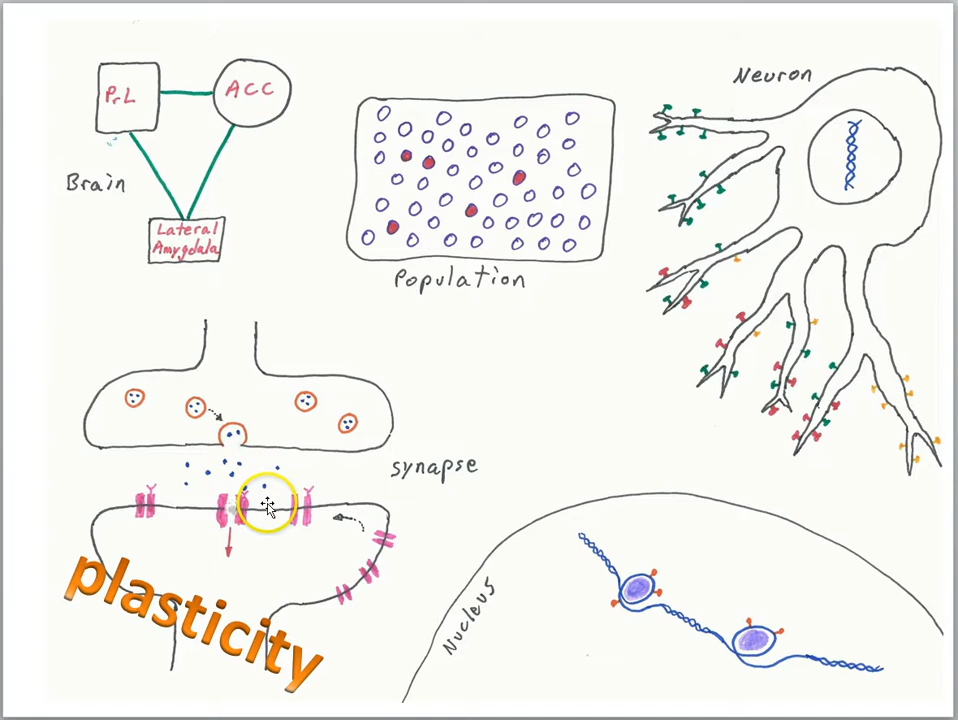 Neuron
PrL
ACC
Brain
Lateral
Amygdala
Population
synapse
plasticity
Nucleus